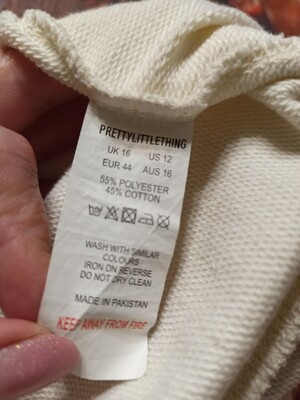 PRETTYLITTLETHING
UK 16 US 12
EUR 44 AUS 16
55% POLYESTER
45% COTTON
WASH WITH SIMILAR
COLOURS
IRON ON REVERSE
DO NOT DRY CLEAN
MADE IN PAKISTAN
KEEP AWAY FROM FIRE